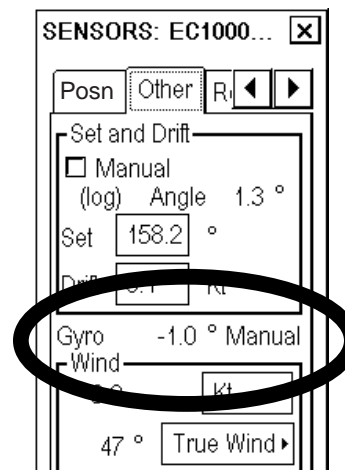 SENSORS: EC1000...
Posn Other
Set and Drift
Manual
(log) Angle 1.3 °
Set 158.2 °
Gyro -1.0 ° Manual
Wind
Kt
47 ° True Wind